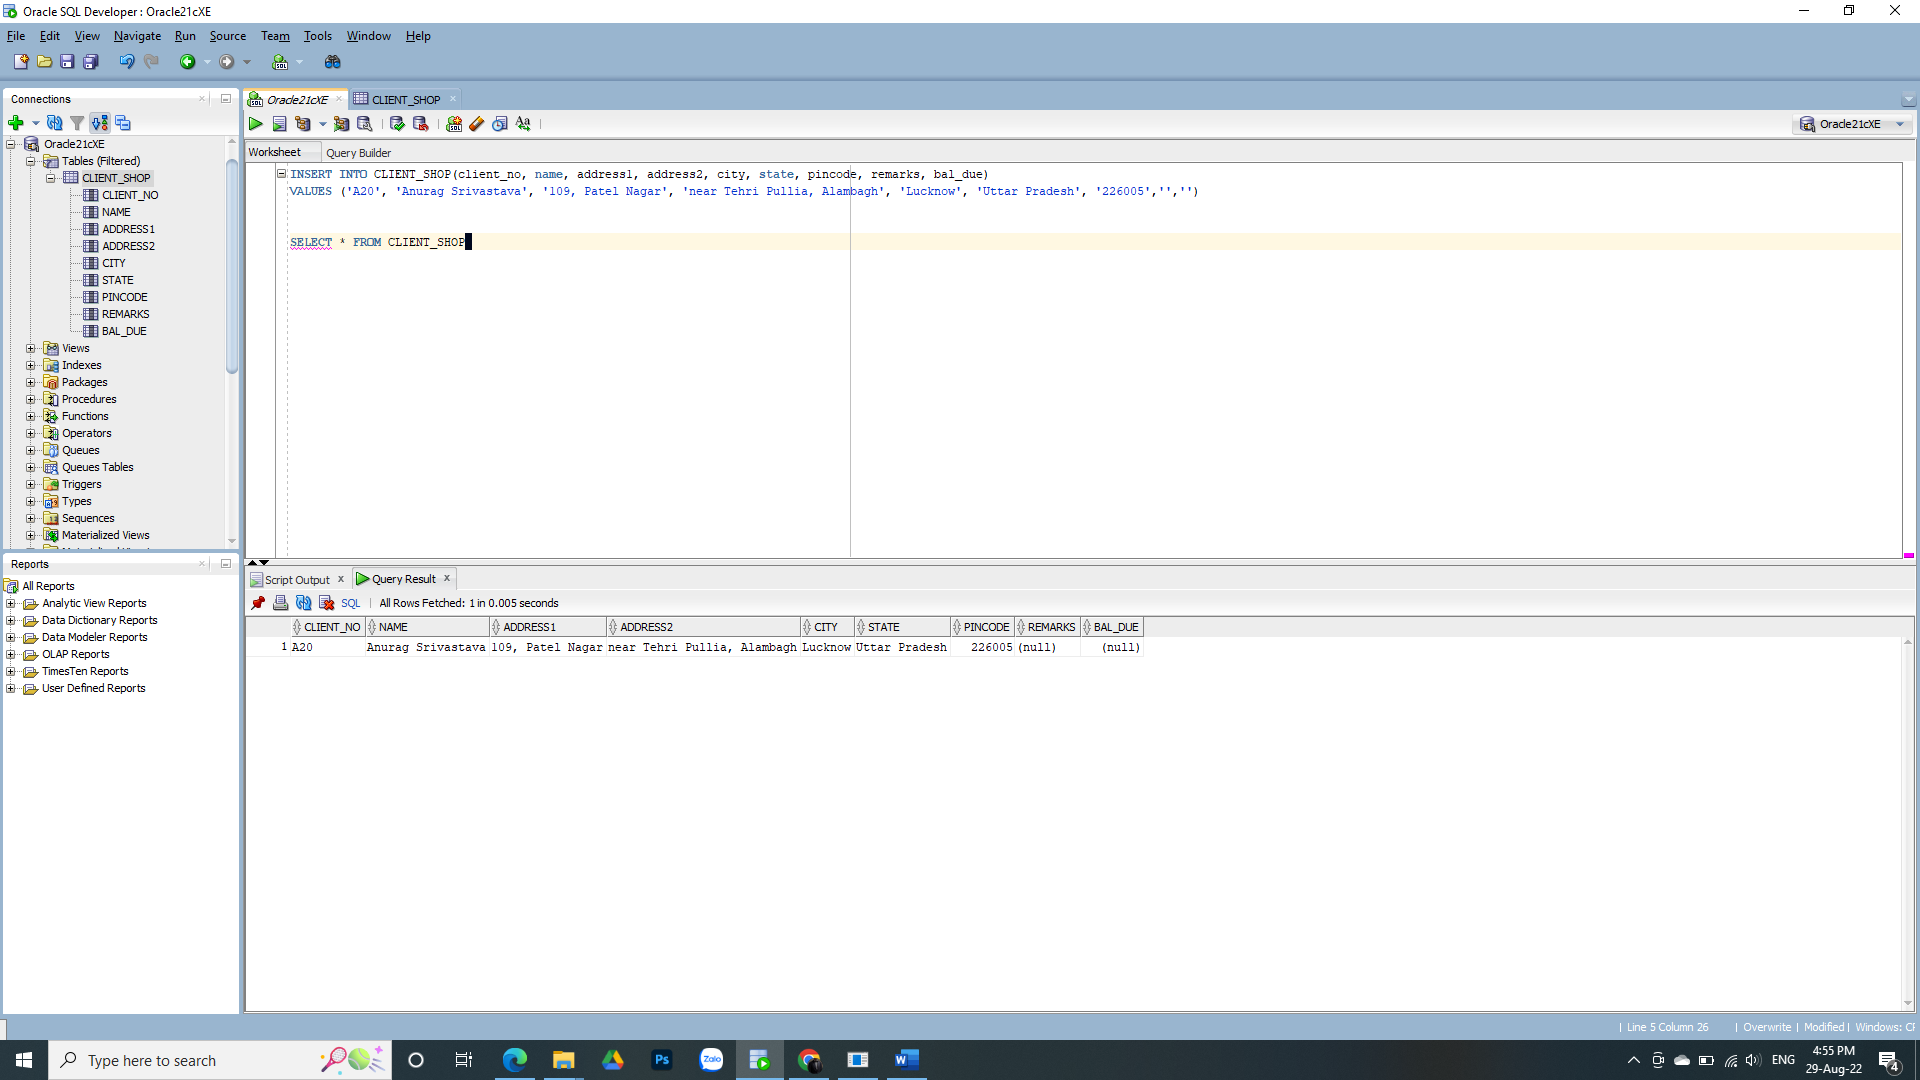 Oracle SQL Developer : Oracle21cXE
File Edit View Navigate Run Source Team Tools Window Help
Connections
Oracle21cXE
Tables (Filtered)
CLIENT_SHOP
CLIENT_NO
NAME
ADDRESS1
ADDRESS2
CITY
STATE
PINCODE
REMARKS
BAL_DUE
Views
Indexes
Packages
Procedures
Functions
Operators
Queues
Queues Tables
Triggers
Types
Sequences
Materialized Views
Reports
All Reports
Analytic View Reports
Data Dictionary Reports
Data Modeler Reports
OLAP Reports
TimesTen Reports
User Defined Reports
Oracle21cXE CLIENT_SHOP
Oracle21cXE
Worksheet Query Builder
INSERT INTO CLIENT_SHOP(client_no, name, address1, address2, city, state, pincode, remarks, bal_due)
VALUES ('A20', 'Anurag Srivastava', '109, Patel Nagar', 'near Tehri Pullia, Alambagh', 'Lucknow', 'Uttar Pradesh', '226005','','')
SELECT * FROM CLIENT_SHOP
Script Output x Query Result x
SQL | All Rows Fetched: 1 in 0.005 seconds
CLIENT_NO NAME ADDRESS1 ADDRESS2 CITY STATE PINCODE REMARKS BAL_DUE
1 A20 Anurag Srivastava 109, Patel Nagar near Tehri Pullia, Alambagh Lucknow Uttar Pradesh 226005 (null) (null)
| Line 5 Column 26 | Overwrite | Modified | Windows: CF
Type here to search
Ps
Zalo
W
ENG
4:55 PM
29-Aug-22
4